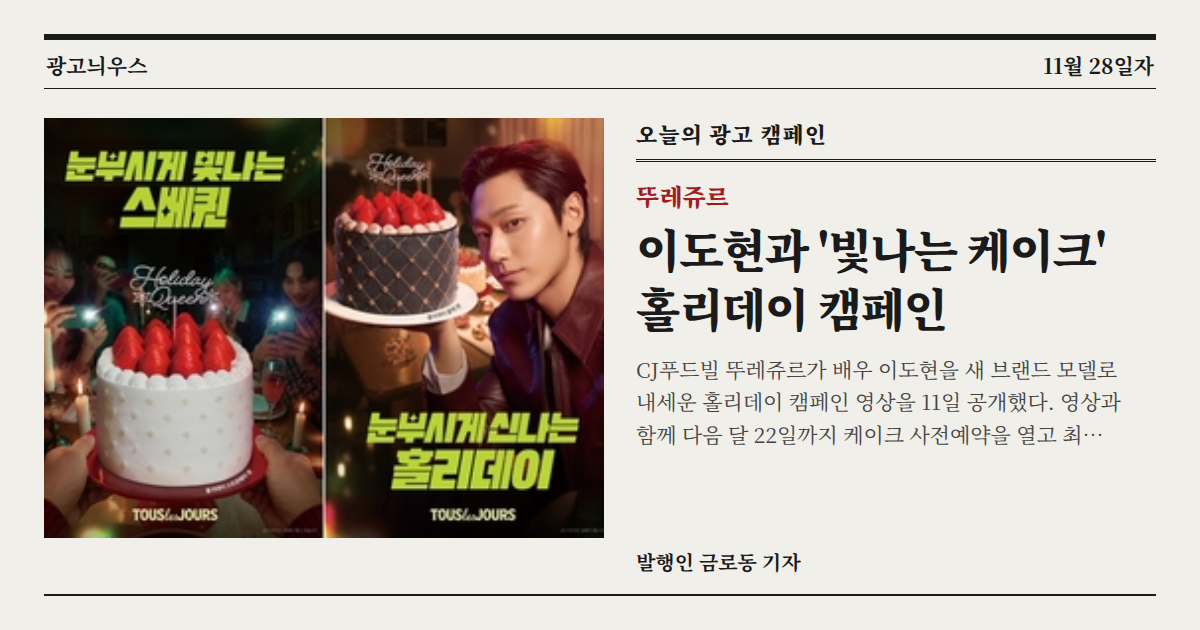 광고늬우스
11월 28일자
눈부시게 빛나는
스베퀸
Holiday
Queen
TOUSlesJOURS
Holiday
Queen
눈부시게 신나는
홀리데이
TOUSlesJOURS
오늘의 광고 캠페인
뚜레쥬르
이도현과 '빛나는 케이크'
홀리데이 캠페인
CJ푸드빌 뚜레쥬르가 배우 이도현을 새 브랜드 모델로
내세운 홀리데이 캠페인 영상을 11일 공개했다. 영상과
함께 다음 달 22일까지 케이크 사전예약을 열고 최…
발행인 금로동 기자